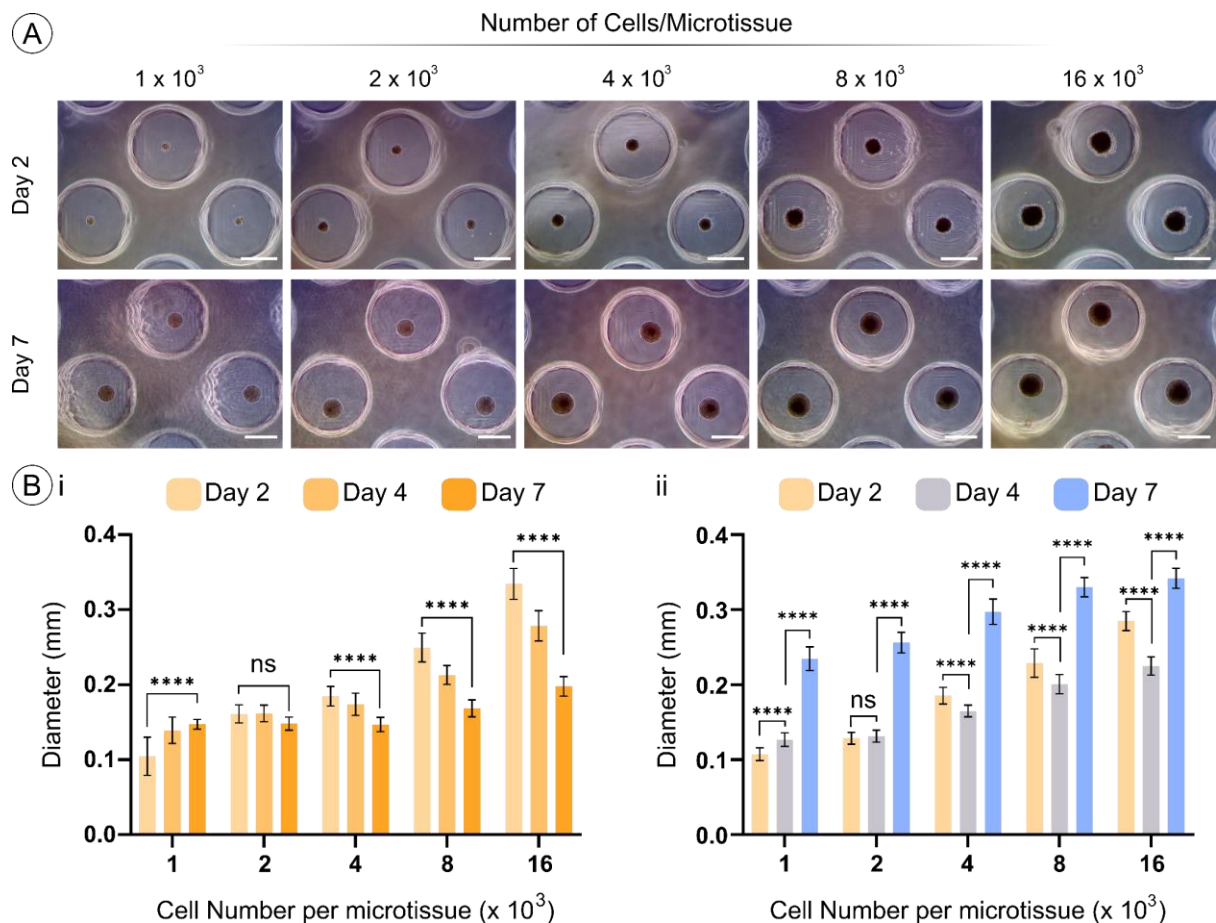 A
Number of Cells/Microtissue
1 x 10³ 2 x 10³ 4 x 10³ 8 x 10³ 16 x 10³
Day 2
Day 7
B i
Day 2 Day 4 Day 7
Diameter (mm)
0.4
0.3
0.2
0.1
0.0
****
ns
****
****
****
1 2 4 8 16
Cell Number per microtissue (x 10³)
ii
Day 2 Day 4 Day 7
Diameter (mm)
0.4
0.3
0.2
0.1
0.0
****
****
ns
****
****
****
****
****
****
****
1 2 4 8 16
Cell Number per microtissue (x 10³)